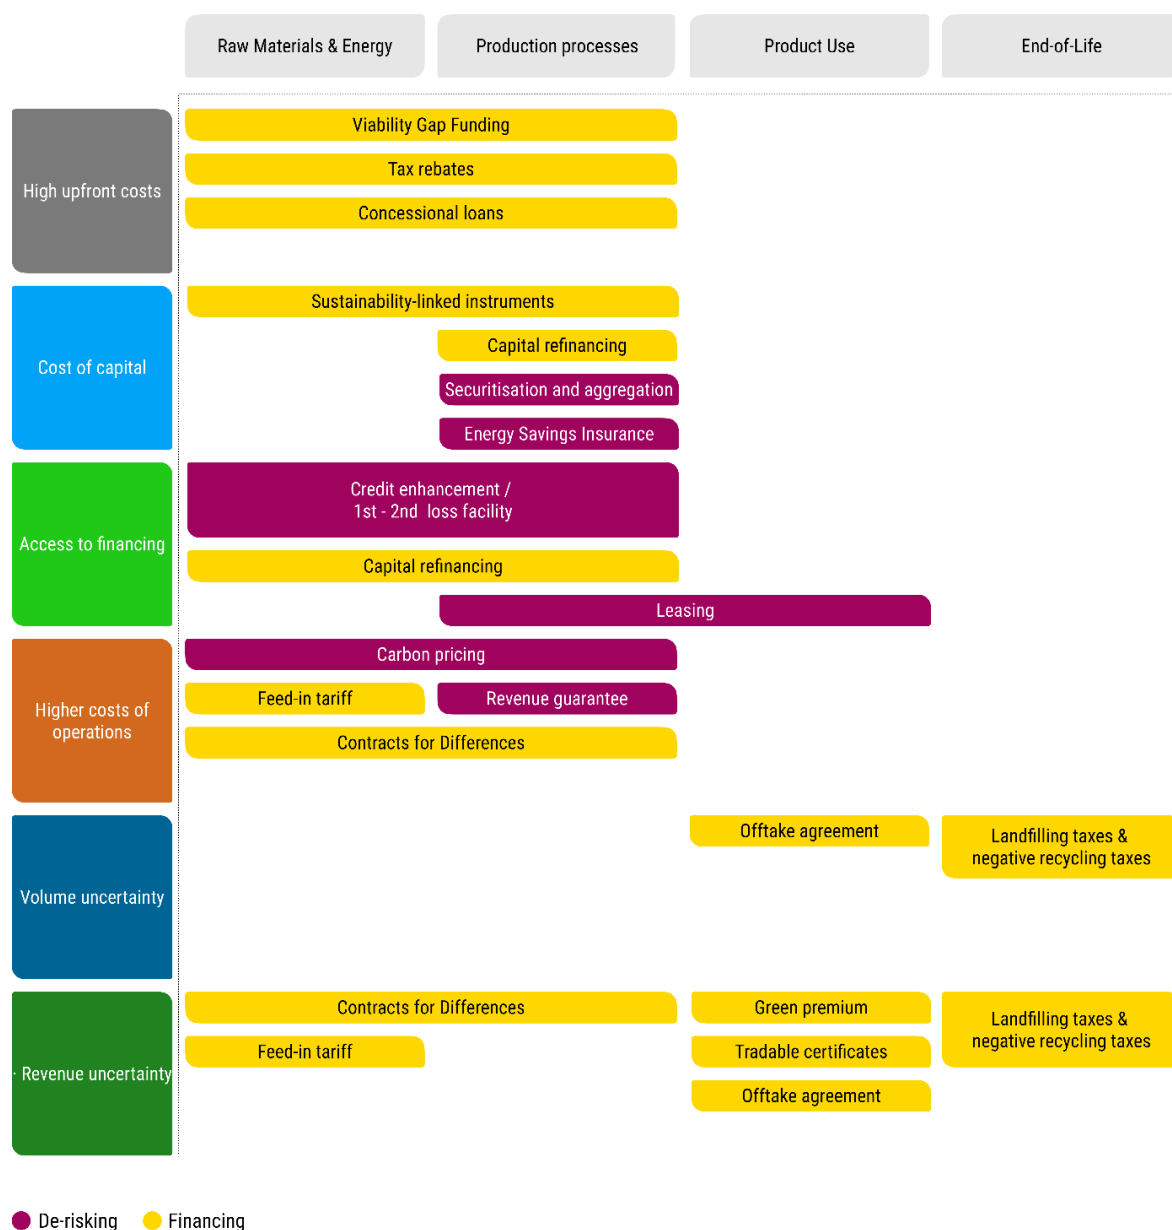 Raw Materials & Energy
Production processes
Product Use
End-of-Life
High upfront costs
Viability Gap Funding
Tax rebates
Concessional loans
Cost of capital
Sustainability-linked instruments
Capital refinancing
Securitisation and aggregation
Energy Savings Insurance
Access to financing
Credit enhancement /
1st - 2nd loss facility
Capital refinancing
Leasing
Higher costs of
operations
Carbon pricing
Feed-in tariff
Revenue guarantee
Contracts for Differences
Volume uncertainty
Offtake agreement
Landfilling taxes &
negative recycling taxes
· Revenue uncertainty
Contracts for Differences
Green premium
Landfilling taxes &
negative recycling taxes
Feed-in tariff
Tradable certificates
Offtake agreement
De-risking
Financing